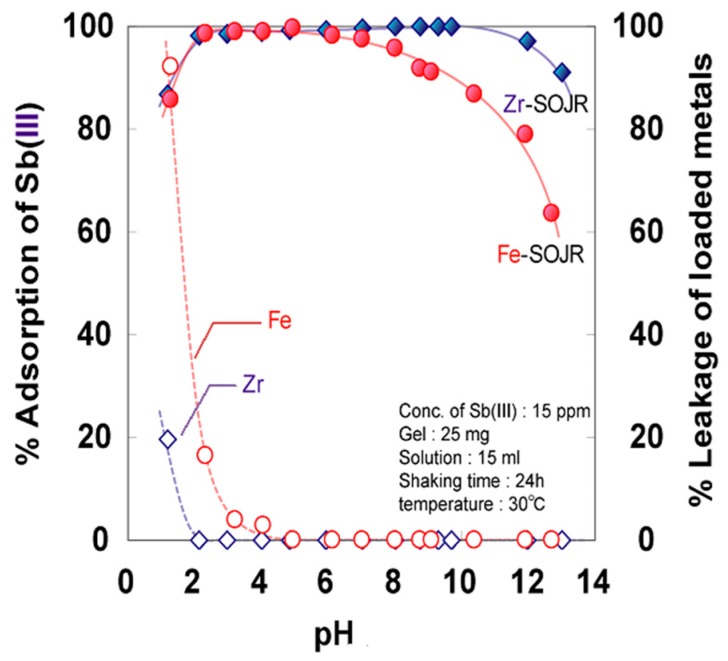 % Adsorption of Sb(III)
100
80
60
40
20
0
100
80
60
40
20
0
% Leakage of loaded metals
Zr-SOJR
Fe-SOJR
Fe
Zr
Conc. of Sb(III) : 15 ppm
Gel : 25 mg
Solution : 15 ml
Shaking time : 24h
temperature : 30℃
0 2 4 6 8 10 12 14
pH